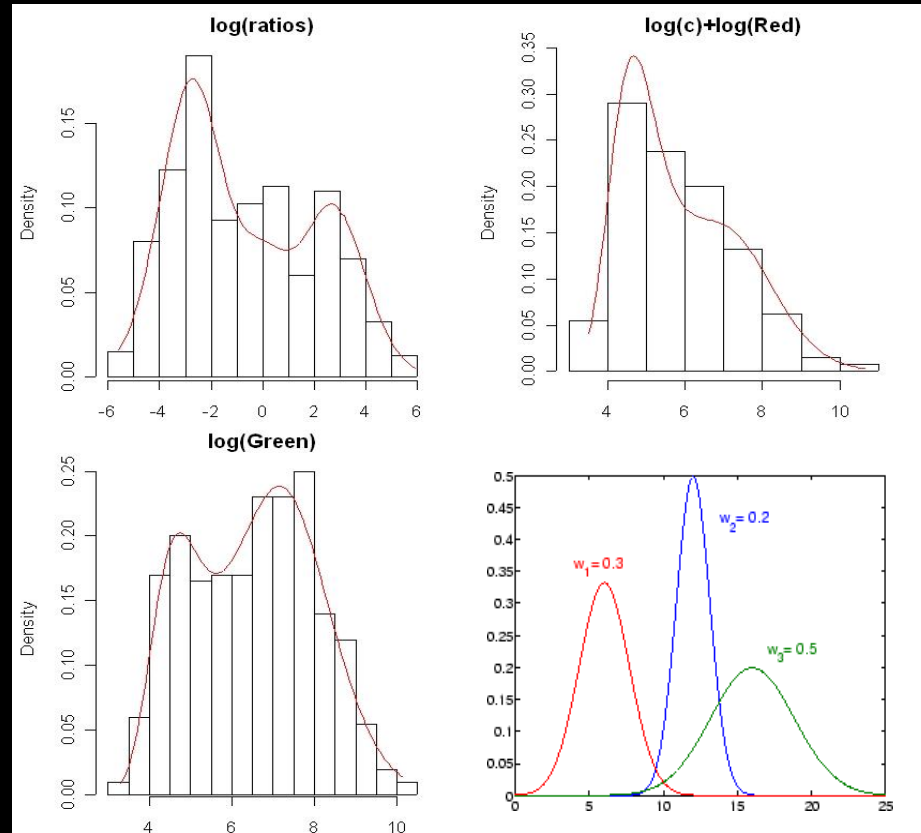 log(ratios)
Density
0.00 0.05 0.10 0.15
-6 -4 -2 0 2 4 6
log(c)+log(Red)
Density
0.00 0.05 0.10 0.15 0.20 0.25 0.30 0.35
4 6 8 10
log(Green)
Density
0.00 0.05 0.10 0.15 0.20 0.25
4 6 8 10
0.5
0.45
0.4
0.35
0.3
0.25
0.2
0.15
0.1
0.05
0
w1= 0.3
w2= 0.2
w3= 0.5
0 5 10 15 20 25